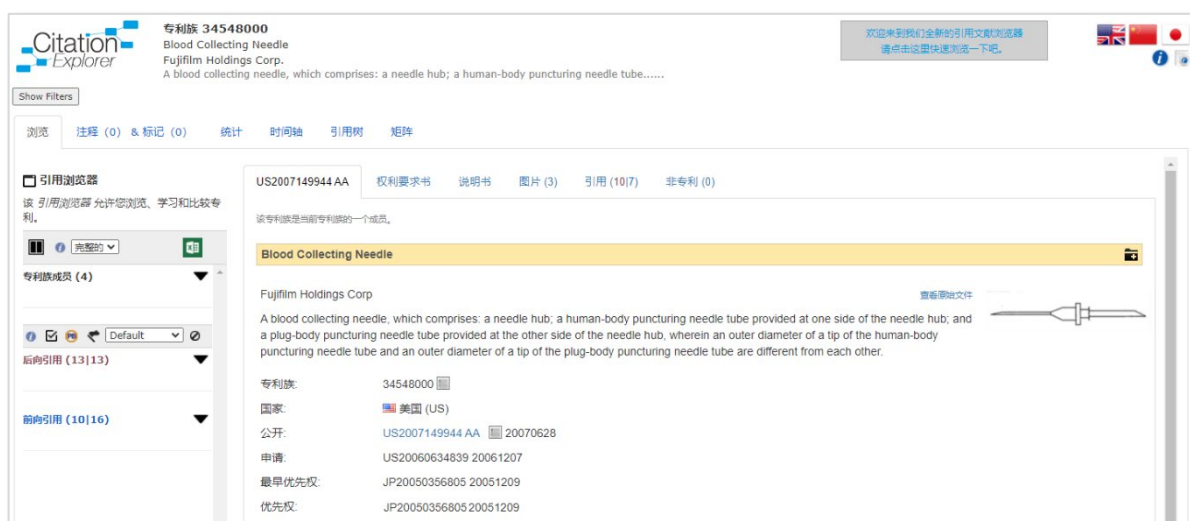 Citation Explorer
专利族 34548000
Blood Collecting Needle
Fujifilm Holdings Corp.
A blood collecting needle, which comprises: a needle hub; a human-body puncturing needle tube......
欢迎来到我们全新的引用文献浏览器
请点击这里快速浏览一下吧。
Show Filters
浏览 注释 (0) & 标记 (0) 统计 时间轴 引用树 矩阵
引用浏览器
该 引用浏览器 允许您浏览、学习和比较专
利。
完整的
专利族成员 (4)
Default
后向引用 (13|13)
前向引用 (10|16)
US2007149944 AA 权利要求书 说明书 图片 (3) 引用 (10|7) 非专利 (0)
该专利族是当前专利族的一个成员。
Blood Collecting Needle
Fujifilm Holdings Corp 查看原始文件
A blood collecting needle, which comprises: a needle hub; a human-body puncturing needle tube provided at one side of the needle hub; and
a plug-body puncturing needle tube provided at the other side of the needle hub, wherein an outer diameter of a tip of the human-body
puncturing needle tube and an outer diameter of a tip of the plug-body puncturing needle tube are different from each other.
专利族: 34548000
国家: 美国 (US)
公开: US2007149944 AA 20070628
申请: US20060634839 20061207
最早优先权: JP20050356805 20051209
优先权: JP20050356805 20051209